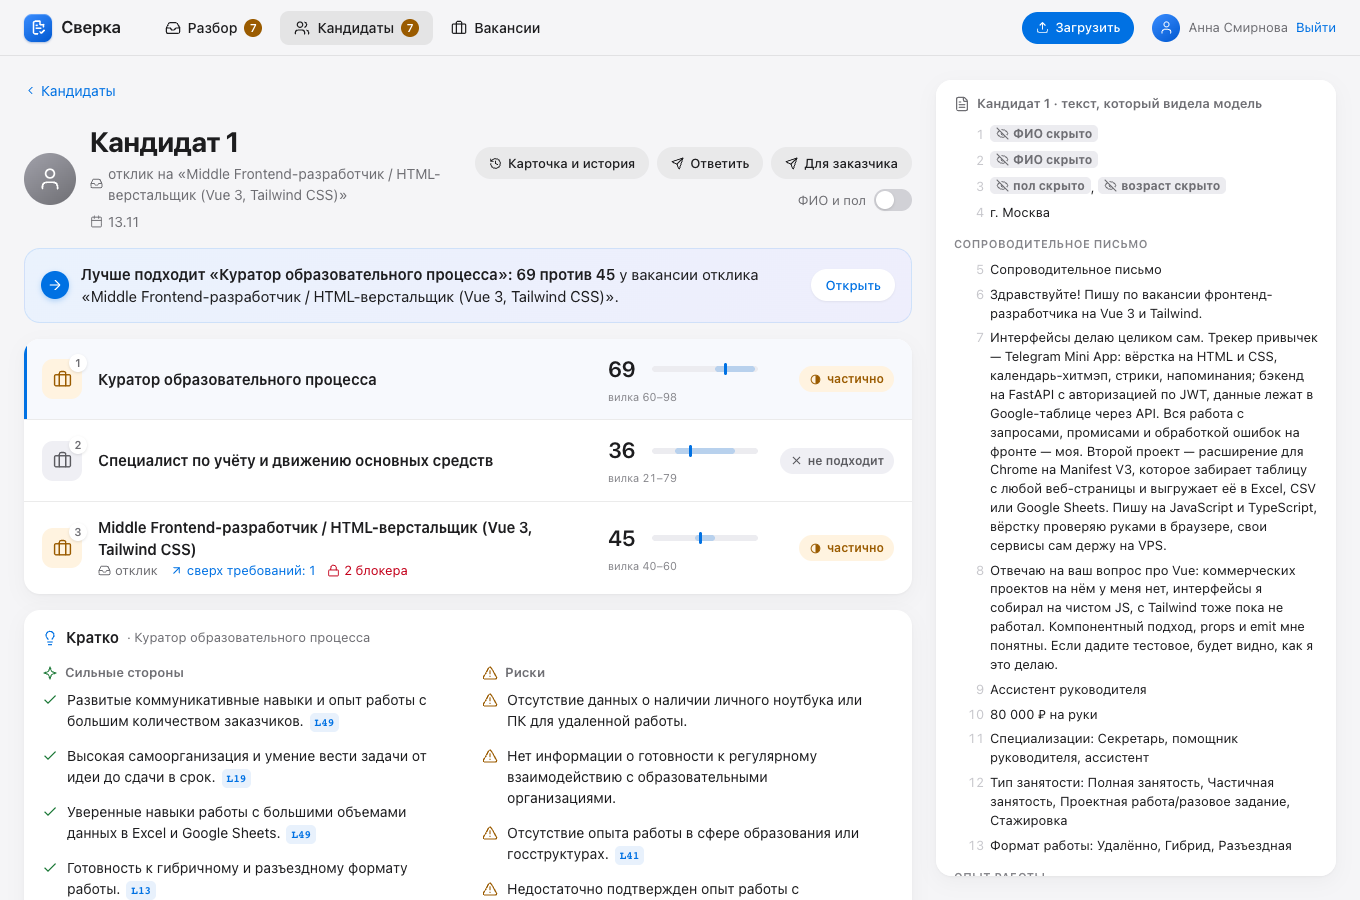 Сверка
Разбор 7
Кандидаты 7
Вакансии
Загрузить
Анна Смирнова Выйти
Кандидаты
Кандидат 1
отклик на «Middle Frontend-разработчик / HTML-
верстальщик (Vue 3, Tailwind CSS)»
13.11
Карточка и история
Ответить
Для заказчика
ФИО и пол
Лучше подходит «Куратор образовательного процесса»: 69 против 45 у вакансии отклика
«Middle Frontend-разработчик / HTML-верстальщик (Vue 3, Tailwind CSS)».
Открыть
1
Куратор образовательного процесса
69
вилка 60–98
частично
2
Специалист по учёту и движению основных средств
36
вилка 21–79
не подходит
3
Middle Frontend-разработчик / HTML-верстальщик (Vue 3,
Tailwind CSS)
отклик сверх требований: 1 2 блокера
45
вилка 40–60
частично
Кратко · Куратор образовательного процесса
Сильные стороны
Развитые коммуникативные навыки и опыт работы с
большим количеством заказчиков. L49
Высокая самоорганизация и умение вести задачи от
идеи до сдачи в срок. L19
Уверенные навыки работы с большими объемами
данных в Excel и Google Sheets. L49
Готовность к гибричному и разъездному формату
работы. L13
Риски
Отсутствие данных о наличии личного ноутбука или
ПК для удаленной работы.
Нет информации о готовности к регулярному
взаимодействию с образовательными
организациями.
Отсутствие опыта работы в сфере образования или
госструктурах. L41
Недостаточно подтвержден опыт работы с
Кандидат 1 · текст, который видела модель
1 ФИО скрыто
2 ФИО скрыто
3 пол скрыто , возраст скрыто
4 г. Москва
СОПРОВОДИТЕЛЬНОЕ ПИСЬМО
5 Сопроводительное письмо
6 Здравствуйте! Пишу по вакансии фронтенд-
разработчика на Vue 3 и Tailwind.
7 Интерфейсы делаю целиком сам. Трекер привычек
— Telegram Mini App: вёрстка на HTML и CSS,
календарь-хитмэп, стрики, напоминания; бэкенд
на FastAPI с авторизацией по JWT, данные лежат в
Google-таблице через API. Вся работа с
запросами, промисами и обработкой ошибок на
фронте — моя. Второй проект — расширение для
Chrome на Manifest V3, которое забирает таблицу
с любой веб-страницы и выгружает её в Excel, CSV
или Google Sheets. Пишу на JavaScript и TypeScript,
вёрстку проверяю руками в браузере, свои
сервисы сам держу на VPS.
8 Отвечаю на ваш вопрос про Vue: коммерческих
проектов на нём у меня нет, интерфейсы я
собирал на чистом JS, с Tailwind тоже пока не
работал. Компонентный подход, props и emit мне
понятны. Если дадите тестовое, будет видно, как я
это делаю.
9 Ассистент руководителя
10 80 000 ₽ на руки
11 Специализации: Секретарь, помощник
руководителя, ассистент
12 Тип занятости: Полная занятость, Частичная
занятость, Проектная работа/разовое задание,
Стажировка
13 Формат работы: Удалённо, Гибрид, Разъездная
ОПЫТ РАБОТЫ